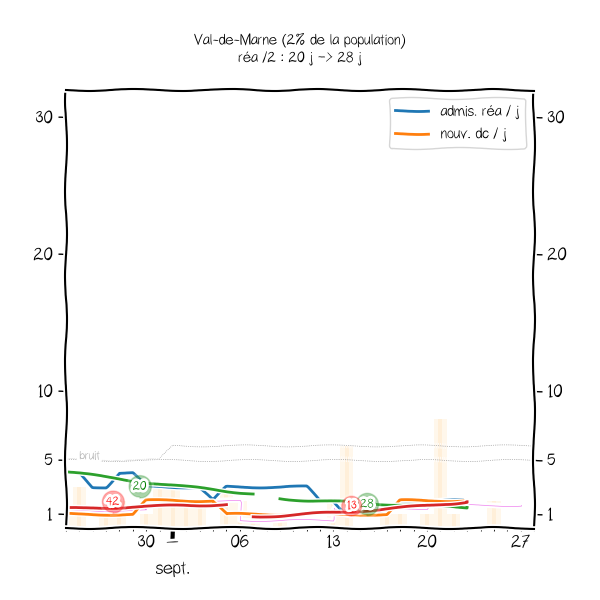 Val-de-Marne (2% de la population)
réa /2 : 20 j -> 28 j
admis. réa / j
nouv. dc / j
30 30
20 20
10 10
5 5
1 1
bruit
42 20 13 28
30 1 06 13 20 27
sept.